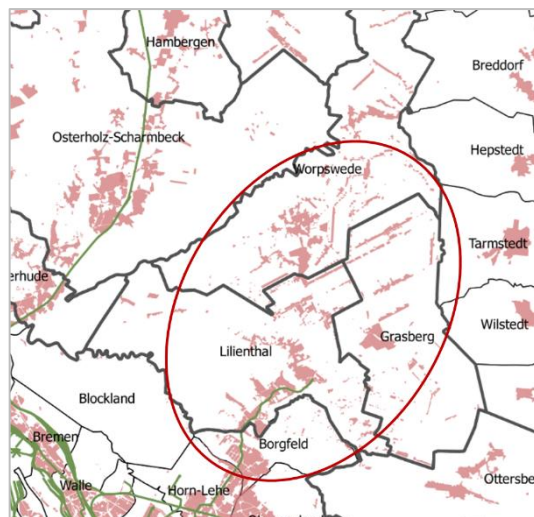 Hambergen
Breddorf
Osterholz-Scharmbeck
Hepstedt
Worpswede
Tarmstedt
erhude
Wilstedt
Grasberg
Lilienthal
Blockland
Borgfeld
Bremen
Ottersbe
Walle
Horn-Lehe